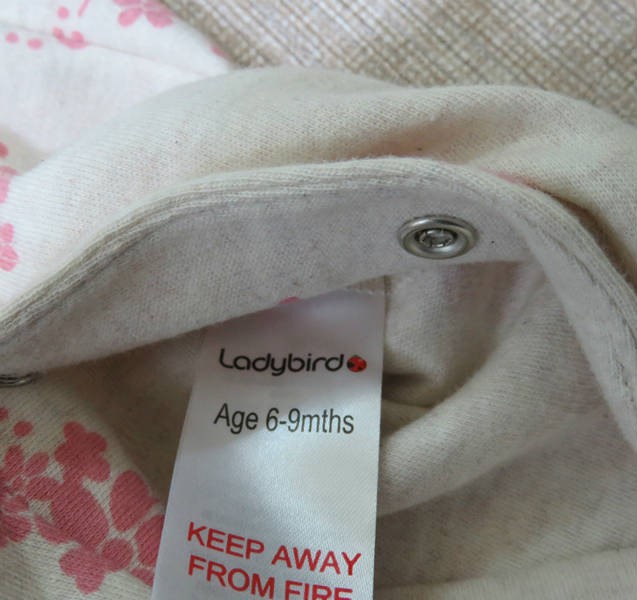 Ladybird
Age 6-9mths
KEEP AWAY
FROM FIRE